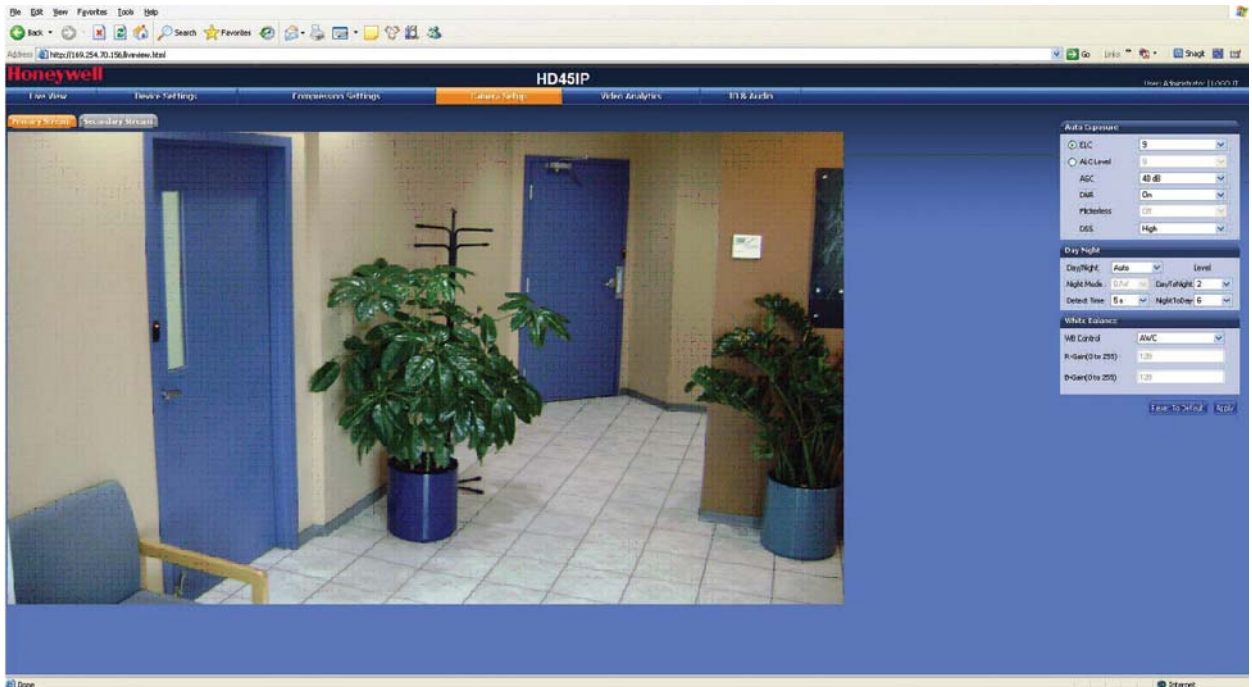 File Edit View Favorites Tools Help
Back Search Favorites
Address http://169.254.70.156/liveview.html Go Links SnagIt
Honeywell
HD45IP
User: Administrator | LOGOUT
Live View Device Settings Compression Settings Camera Setup Video Analytics IO & Audio
Primary Stream Secondary Stream
Auto Exposure
ELC 9
ALC Level 9
AGC 40 dB
DNR On
Flickerless Off
DSS High
Day Night
Day/Night Auto Level
Night Mode : B/W DayToNight 2
Detect Time 5 s NightToDay 6
White Balance
WB Control AWC
R-Gain(0 to 255) 128
B-Gain(0 to 255) 128
Reset To Default Apply
Done Internet